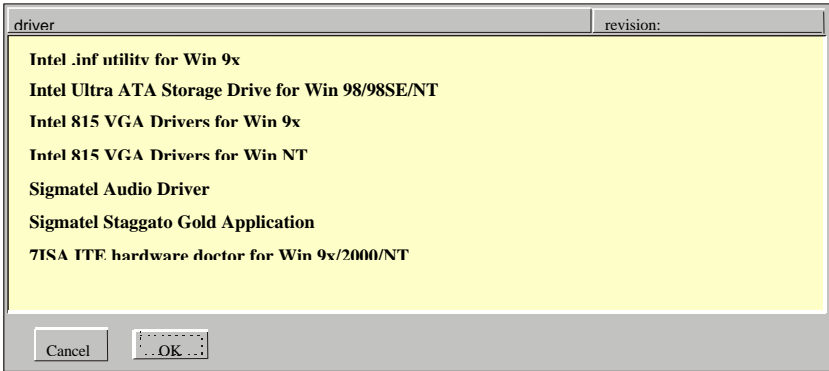 driver revision:
Intel .inf utility for Win 9x
Intel Ultra ATA Storage Drive for Win 98/98SE/NT
Intel 815 VGA Drivers for Win 9x
Intel 815 VGA Drivers for Win NT
Sigmatel Audio Driver
Sigmatel Staggato Gold Application
7ISA ITE hardware doctor for Win 9x/2000/NT
Cancel OK